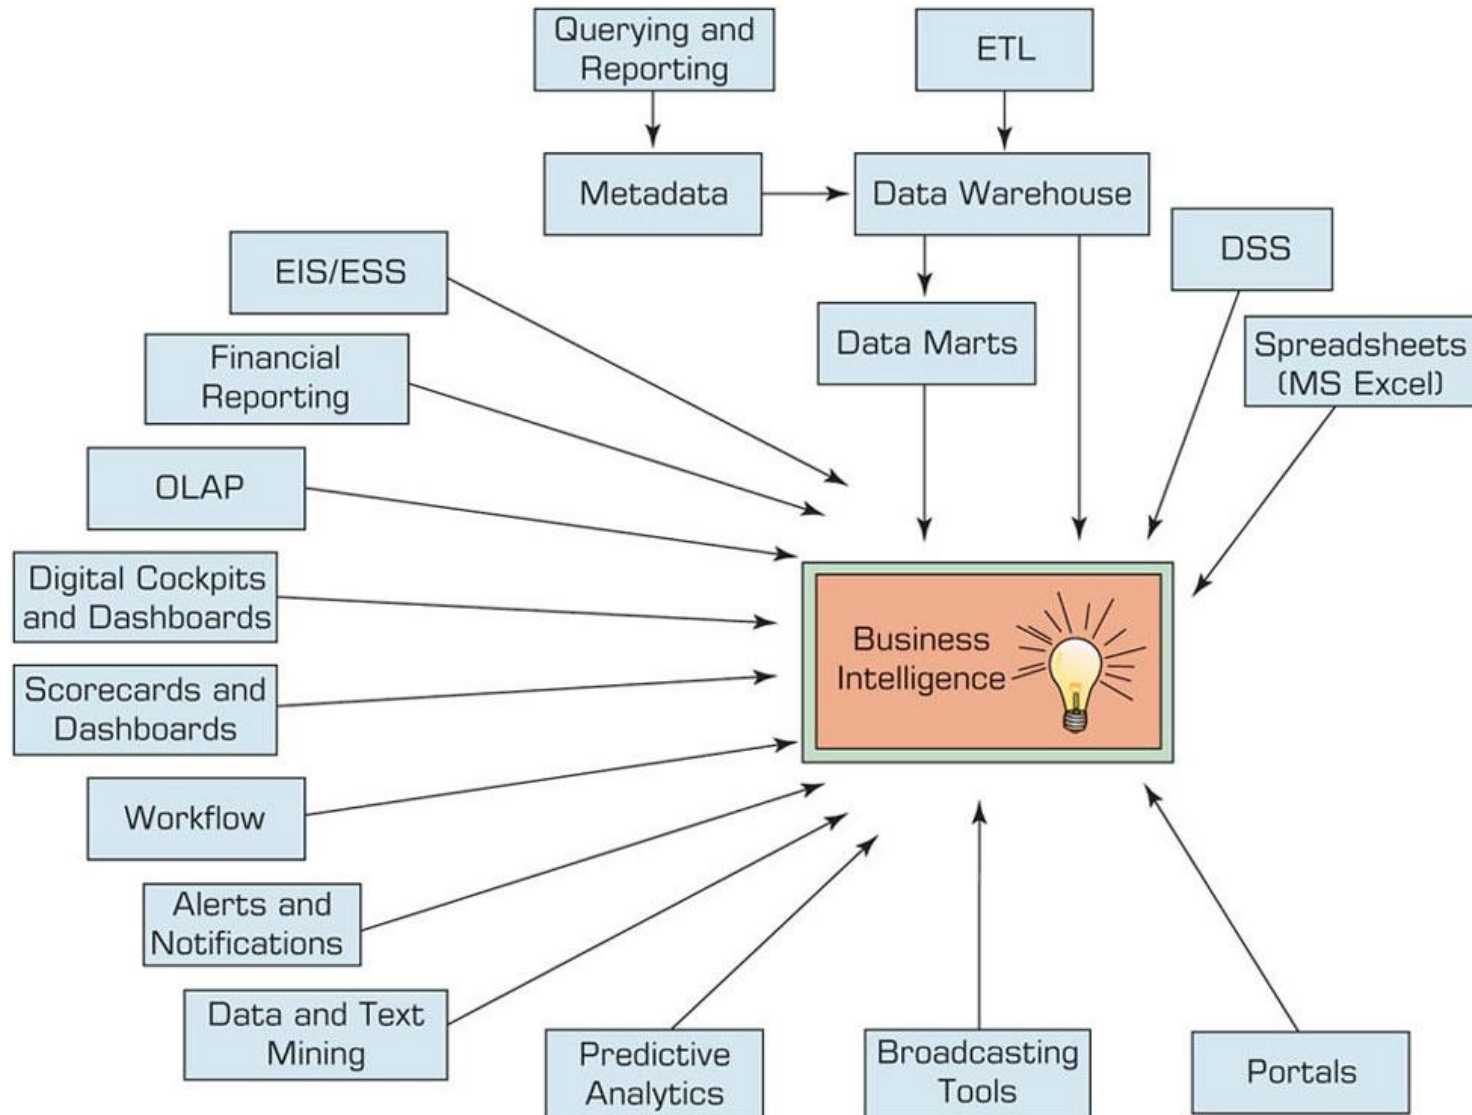 Querying and
Reporting
ETL
Metadata
Data Warehouse
DSS
EIS/ESS
Data Marts
Spreadsheets
(MS Excel)
Financial
Reporting
OLAP
Digital Cockpits
and Dashboards
Business
Intelligence
Scorecards and
Dashboards
Workflow
Alerts and
Notifications
Data and Text
Mining
Predictive
Analytics
Broadcasting
Tools
Portals